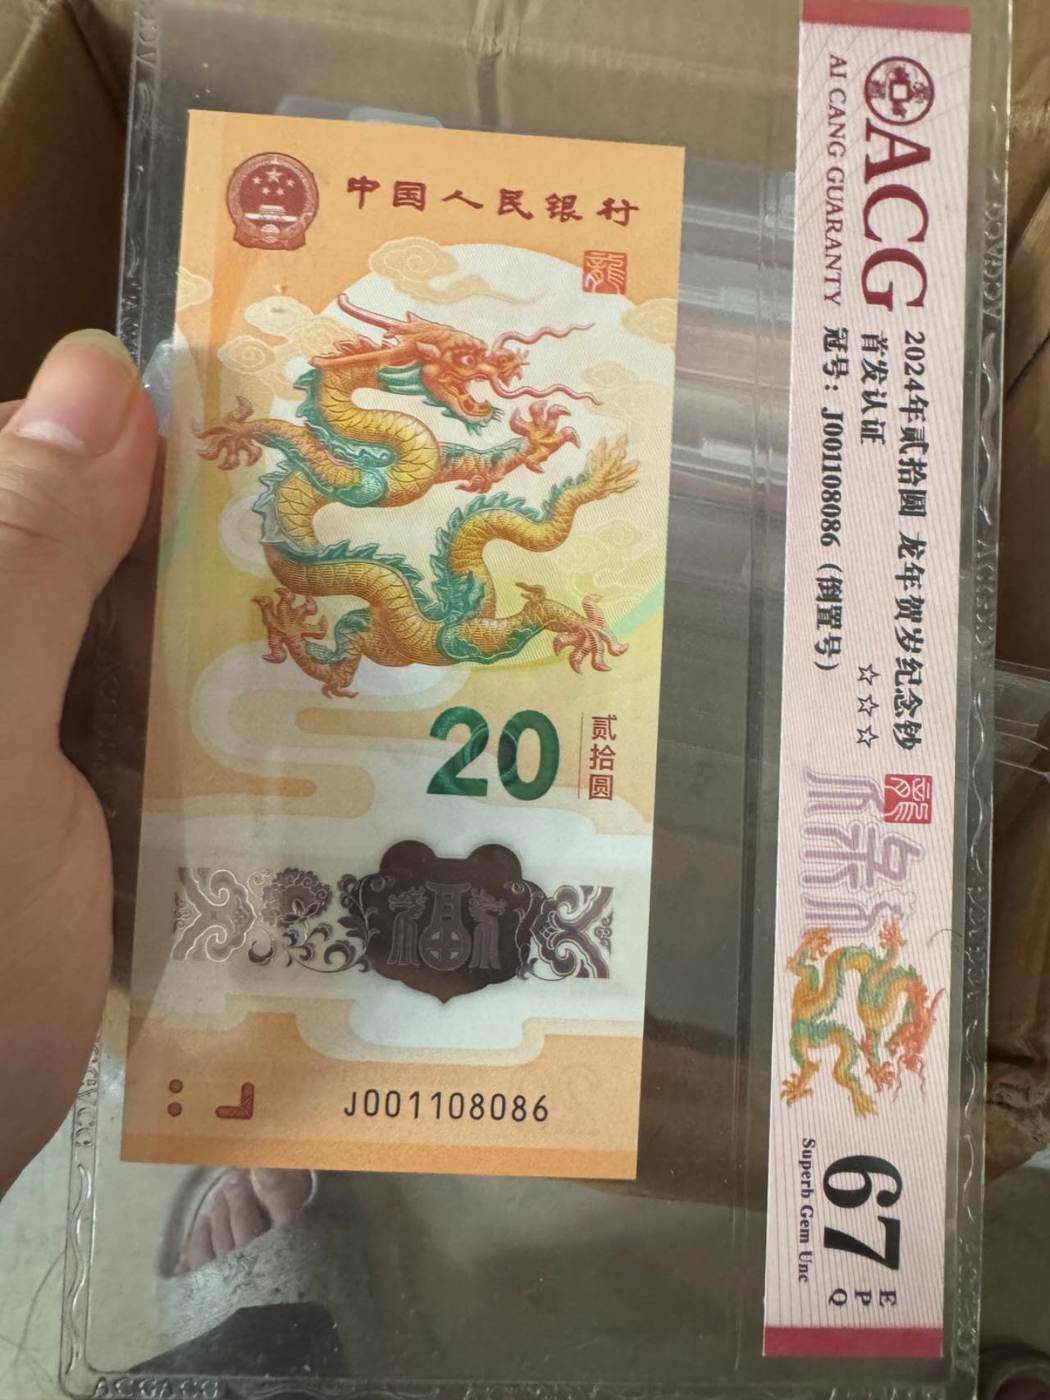 中国人民银行
龍
20
贰拾圆
福
J001108086
ACG
AI CANG GUARANTY
2024年贰拾圆 龙年贺岁纪念钞
首发认证
☆☆☆
冠号：J001108086（倒置号）
67
EPQ
Superb Gem Unc